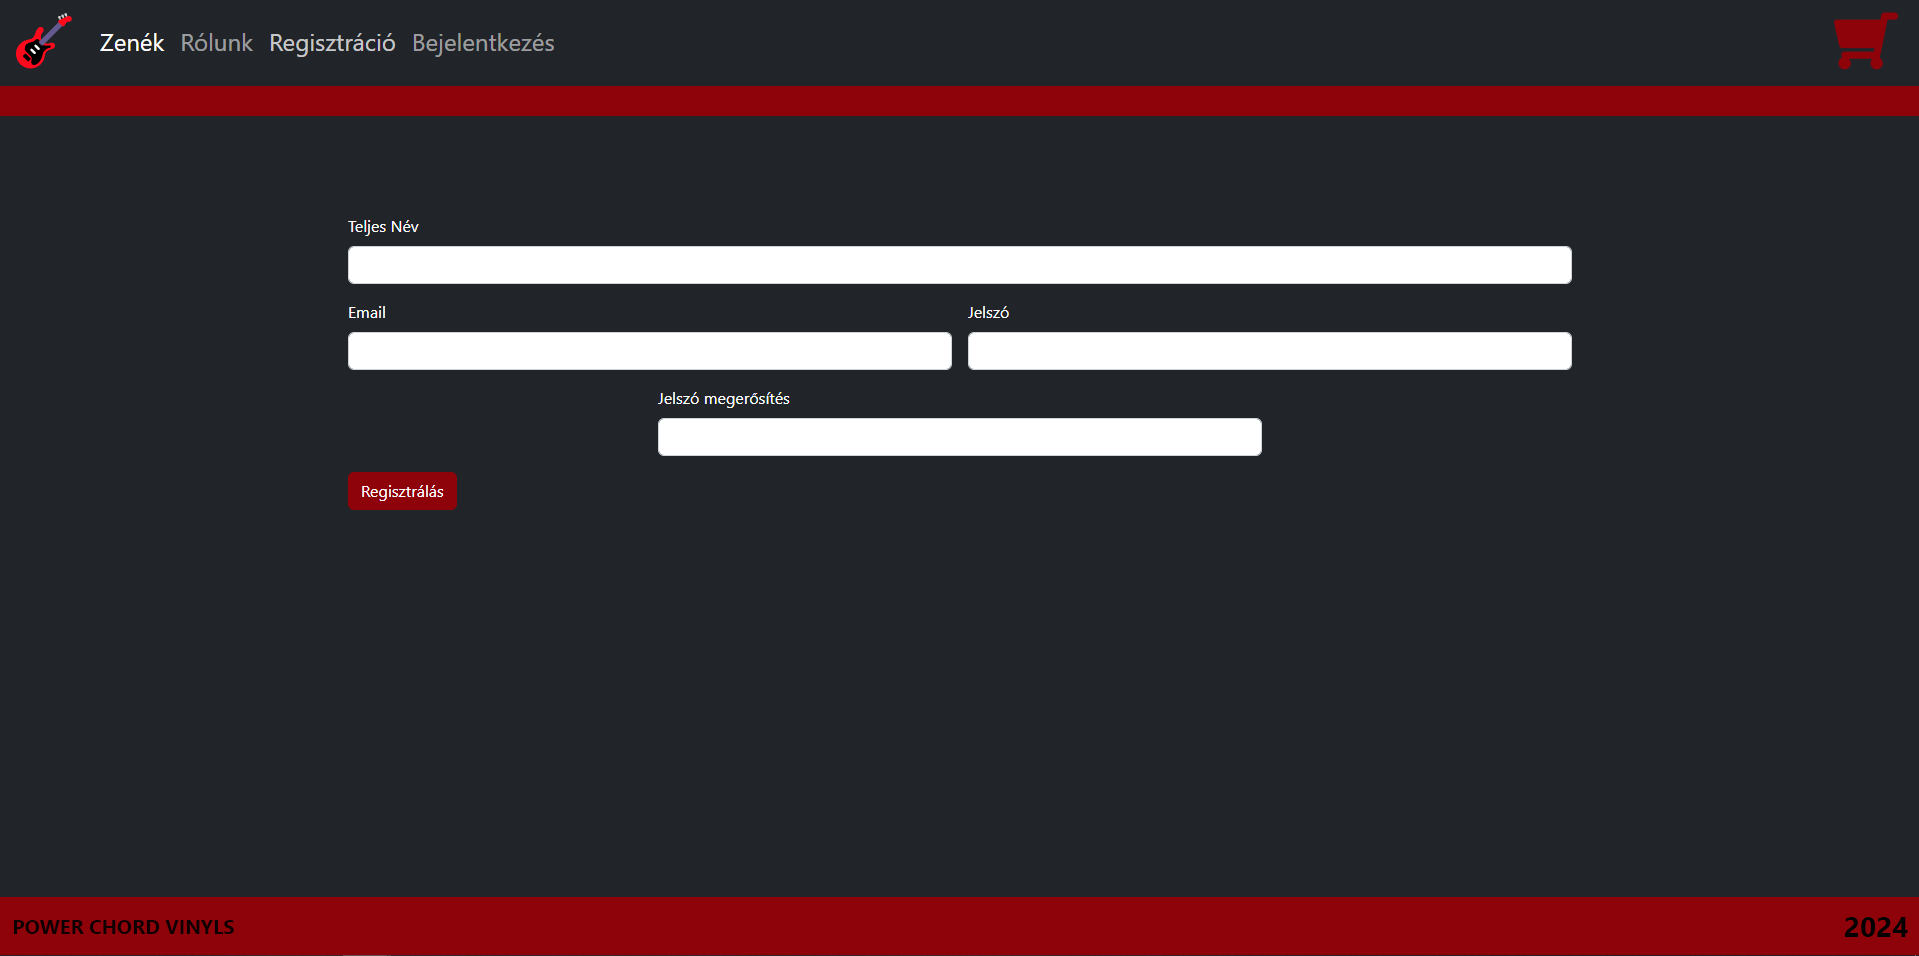 Zenék Rólunk Regisztráció Bejelentkezés
Teljes Név
Email Jelszó
Jelszó megerősítés
Regisztrálás
POWER CHORD VINYLS 2024